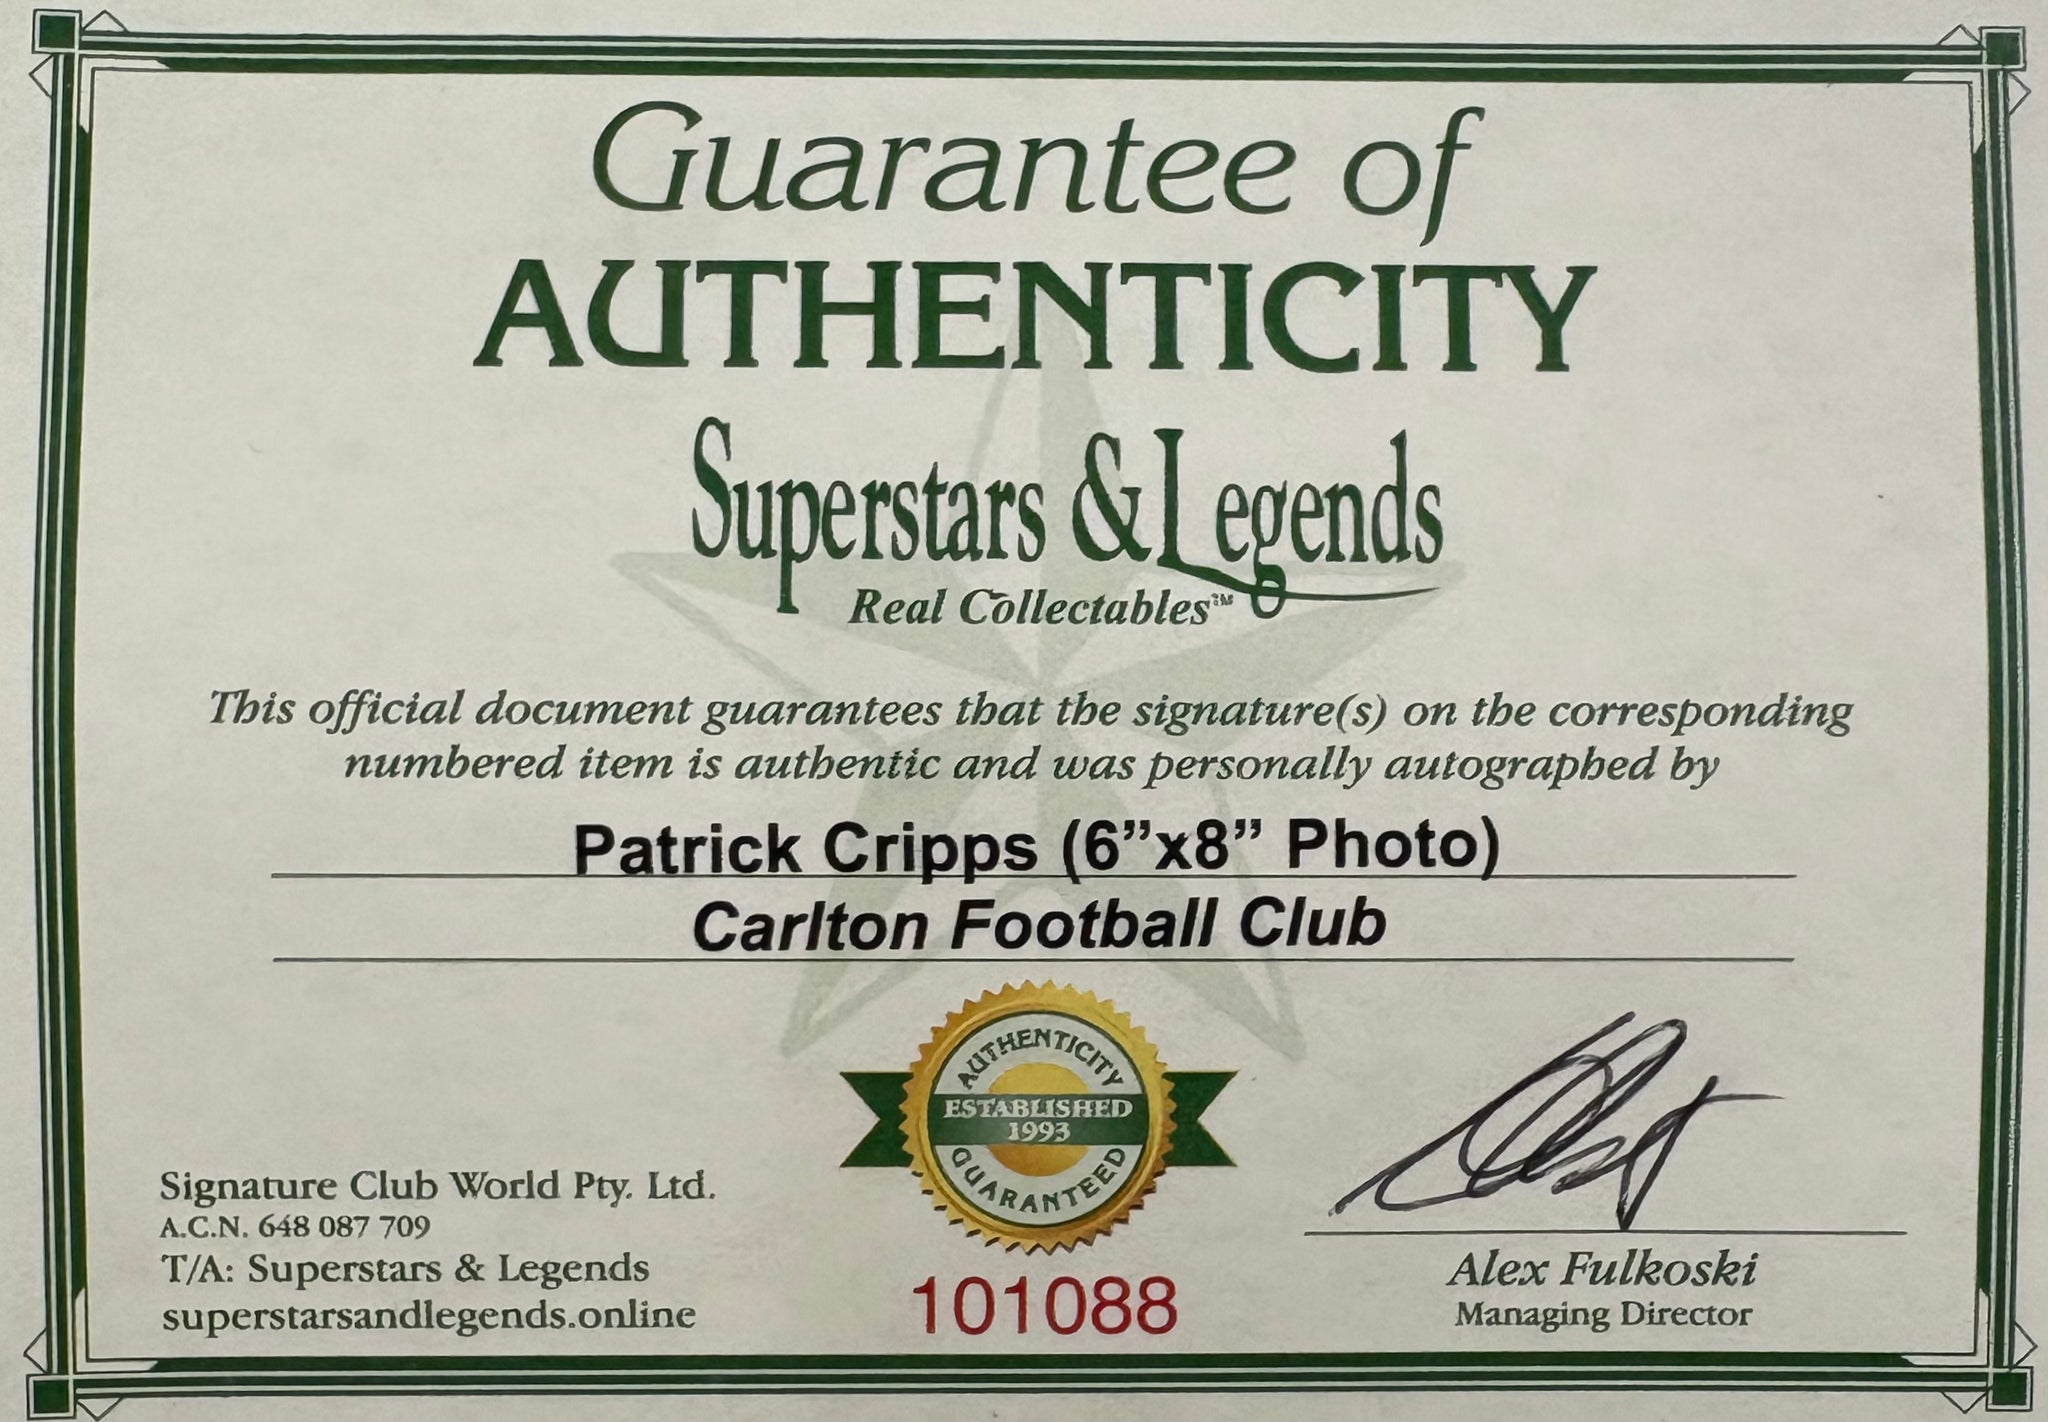 Guarantee of
AUTHENTICITY
Superstars & Legends
Real Collectables™
This official document guarantees that the signature(s) on the corresponding
numbered item is authentic and was personally autographed by
Patrick Cripps (6”x8” Photo)
Carlton Football Club
AUTHENTICITY
ESTABLISHED
1993
GUARANTEED
101088
Signature Club World Pty. Ltd.
A.C.N. 648 087 709
T/A: Superstars & Legends
superstarsandlegends.online
Alex Fulkoski
Managing Director